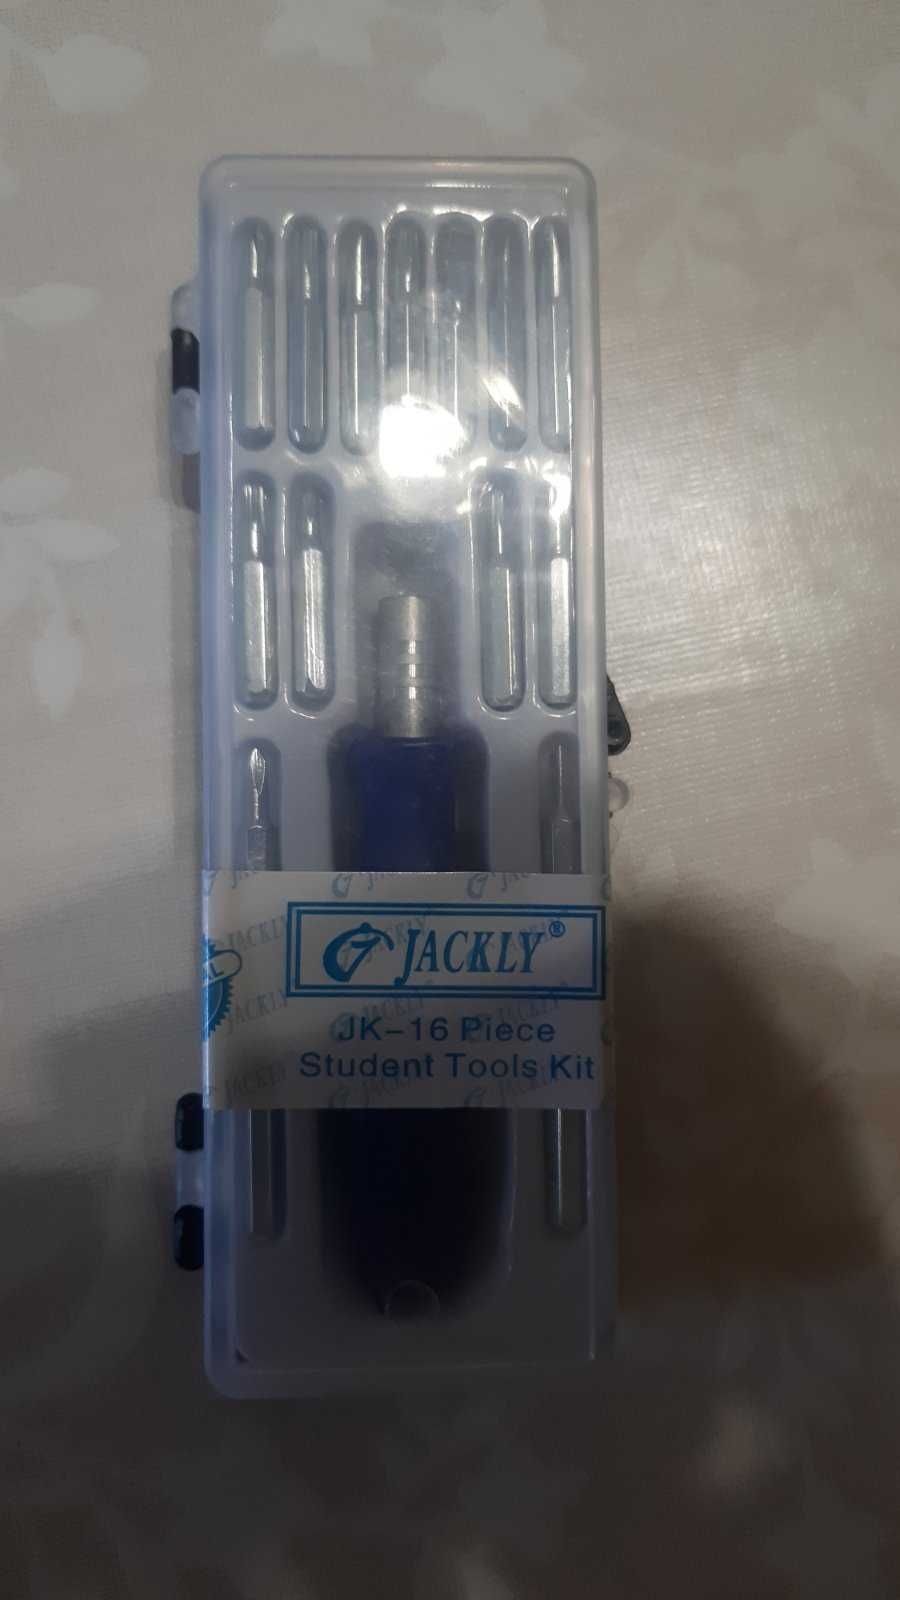 JACKLY®
JK-16 Piece
Student Tools Kit